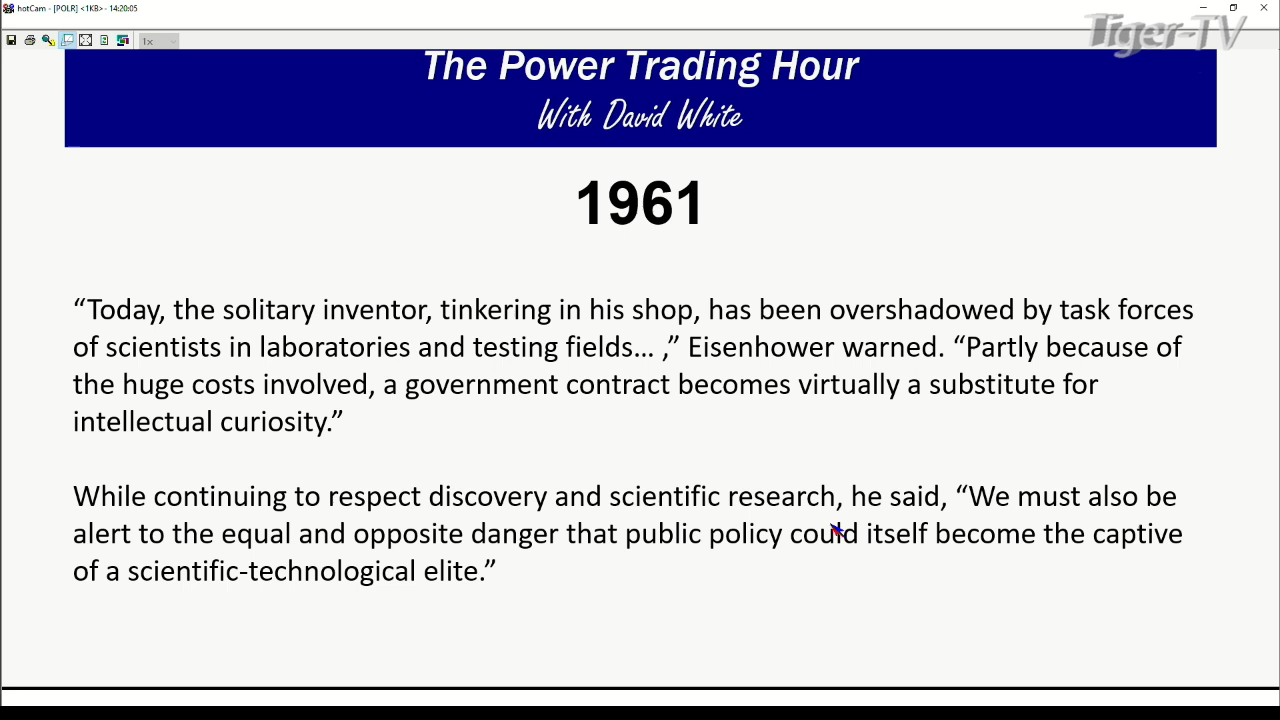 hotCam - [POLR] <1KB> - 14:20:05
Tiger-TV
1x
The Power Trading Hour
With David White
1961
“Today, the solitary inventor, tinkering in his shop, has been overshadowed by task forces
of scientists in laboratories and testing fields… ,” Eisenhower warned. “Partly because of
the huge costs involved, a government contract becomes virtually a substitute for
intellectual curiosity.”
While continuing to respect discovery and scientific research, he said, “We must also be
alert to the equal and opposite danger that public policy could itself become the captive
of a scientific-technological elite.”